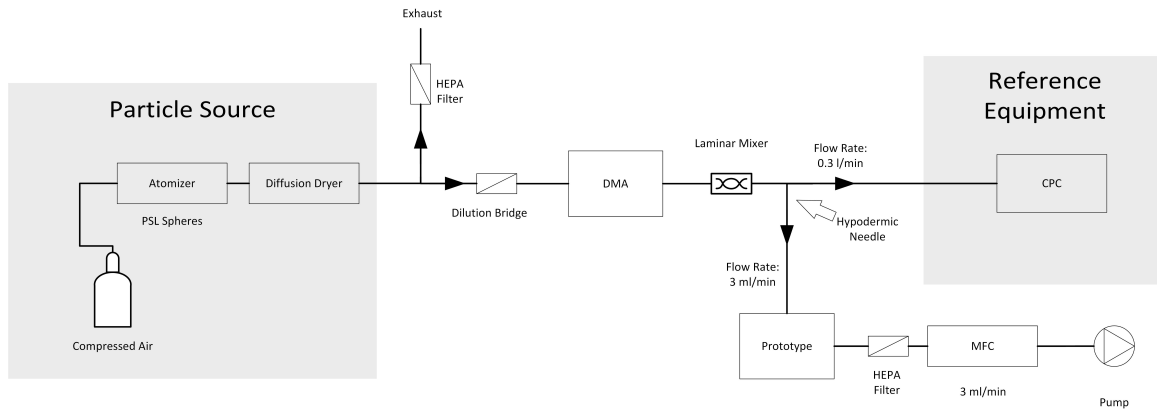 Exhaust
HEPA
Filter
Particle Source
Reference
Equipment
Laminar Mixer
Flow Rate:
0.3 l/min
Atomizer
Diffusion Dryer
DMA
CPC
PSL Spheres
Dilution Bridge
Hypodermic
Needle
Flow Rate:
3 ml/min
Compressed Air
Prototype
MFC
HEPA
Filter
3 ml/min
Pump